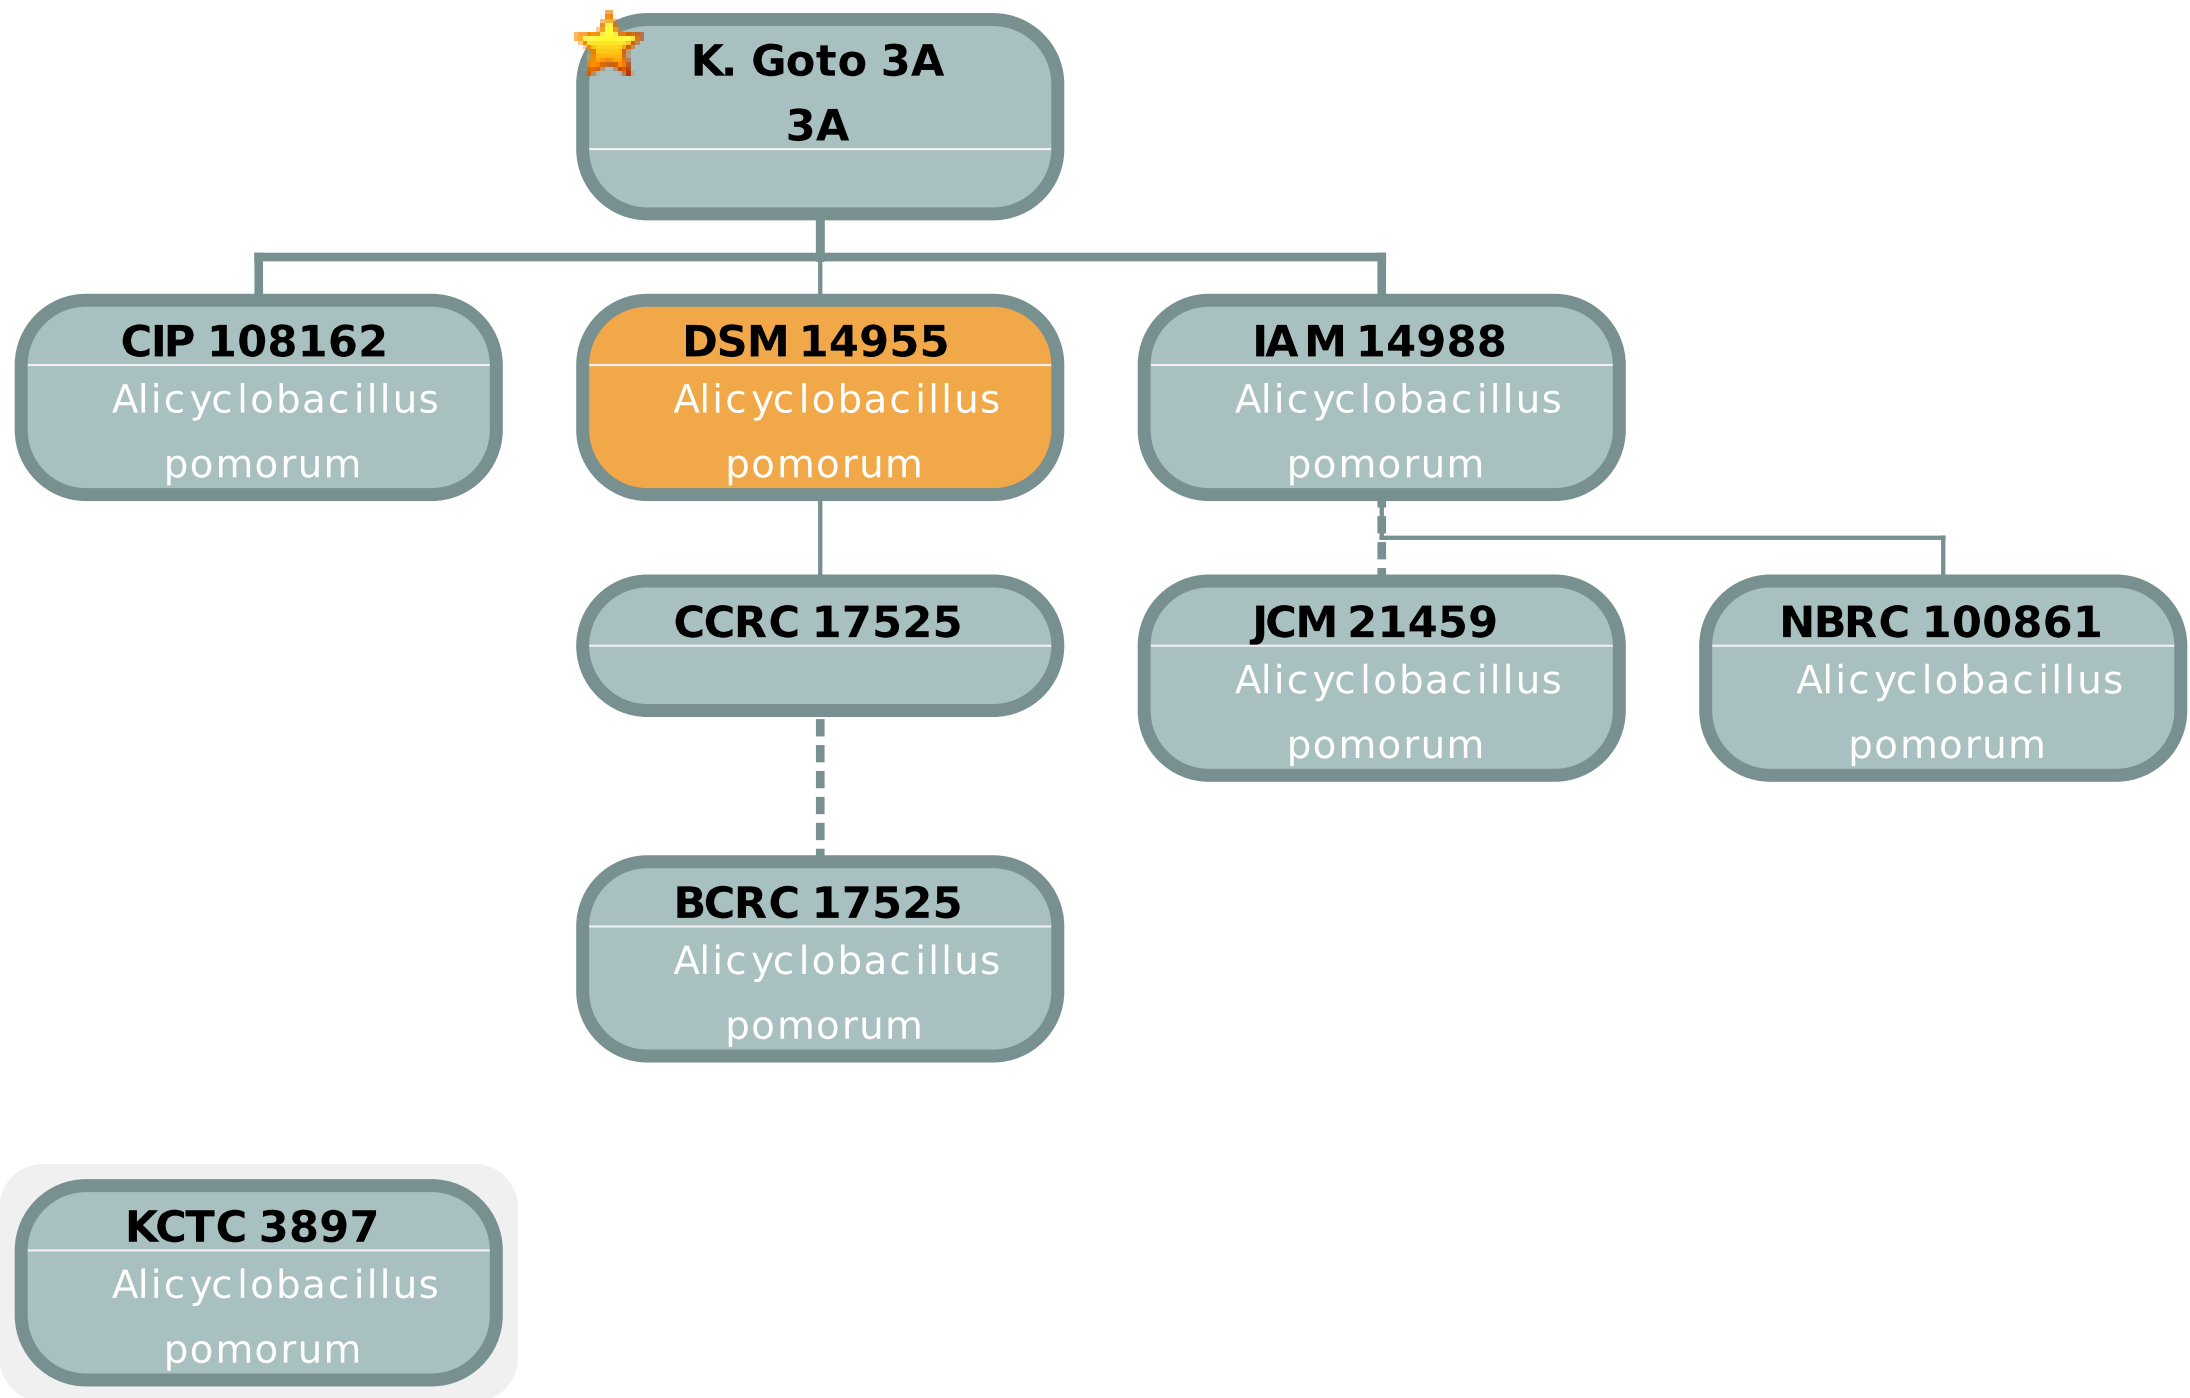 K. Goto 3A
3A
CIP 108162
Alicyclobacillus
pomorum
DSM 14955
Alicyclobacillus
pomorum
IAM 14988
Alicyclobacillus
pomorum
CCRC 17525
JCM 21459
Alicyclobacillus
pomorum
NBRC 100861
Alicyclobacillus
pomorum
BCRC 17525
Alicyclobacillus
pomorum
KCTC 3897
Alicyclobacillus
pomorum